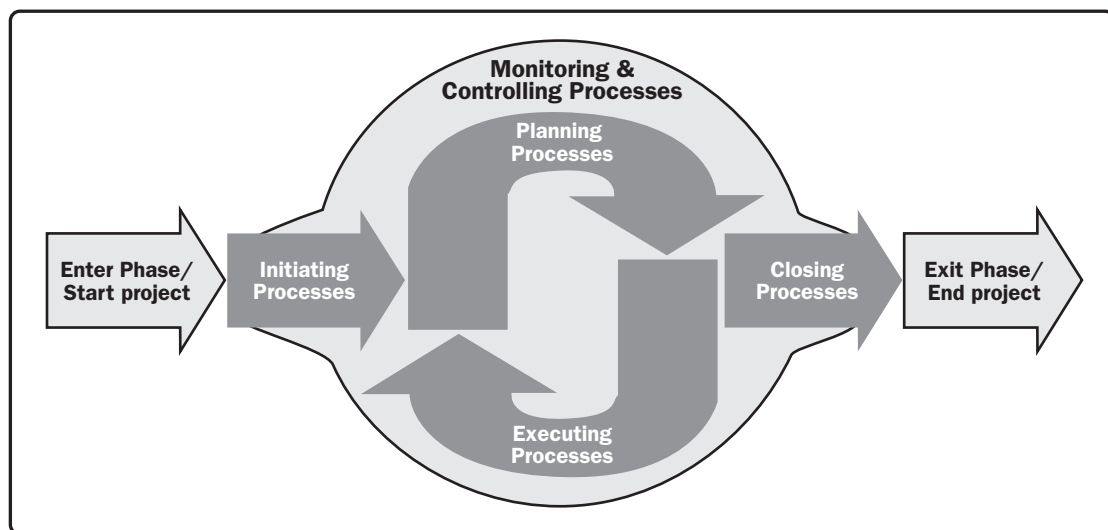 Monitoring &
Controlling Processes
Planning
Processes
Enter Phase/
Start project
Initiating
Processes
Closing
Processes
Exit Phase/
End project
Executing
Processes